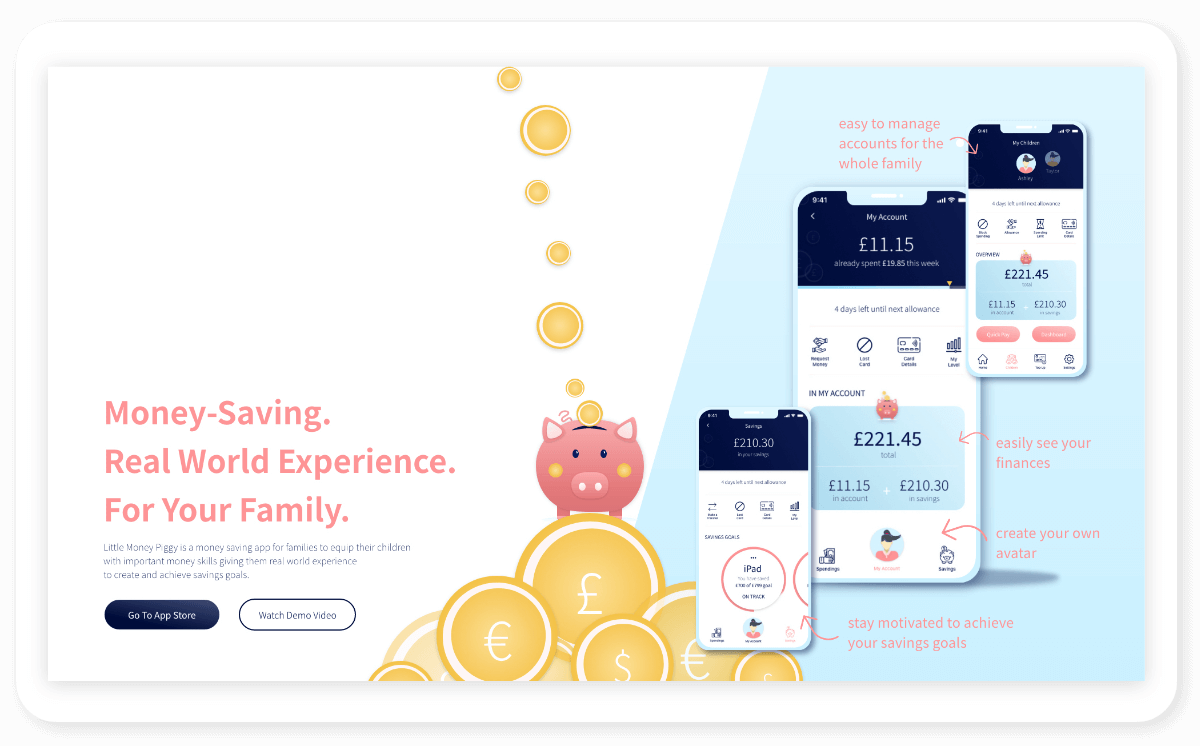 Money-Saving.
Real World Experience.
For Your Family.
Little Money Piggy is a money saving app for families to equip their children
with important money skills giving them real world experience
to create and achieve savings goals.
Go To App Store
Watch Demo Video
£
€
$
€
£
easy to manage
accounts for the
whole family
9:41
My Children
Ashley
Taylor
4 days left until next allowance
Block
Spending
Allowance
Spending
Limit
Card
Details
OVERVIEW
£221.45
total
£11.15
in account
+
£210.30
in savings
Quick Pay
Home
Children
Top Up
Settings
9:41
My Account
£11.15
already spent £19.85 this week
4 days left until next allowance
Request
Money
Lost
Card
Card
Details
My
Level
IN MY ACCOUNT
£221.45
total
£11.15
in account
+
£210.30
in savings
Spendings
My Account
Savings
easily see your
finances
create your own
avatar
9:41
Savings
£210.30
in your savings
4 days left until next allowance
Lost
Card
Card
Details
My
Level
SAVINGS GOALS
iPad
You have saved
£700 of £799 goal
ON TRACK
Spendings
My Account
Savings
stay motivated to achieve
your savings goals